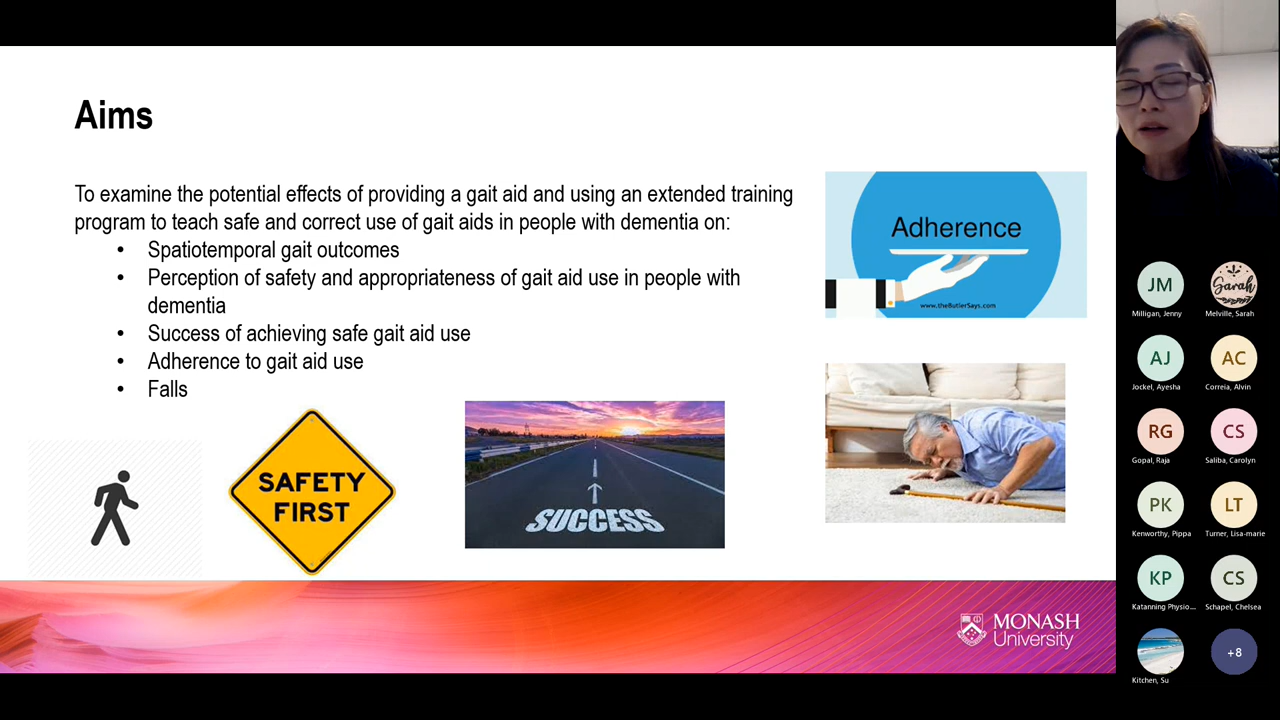 Aims
To examine the potential effects of providing a gait aid and using an extended training
program to teach safe and correct use of gait aids in people with dementia on:
• Spatiotemporal gait outcomes
• Perception of safety and appropriateness of gait aid use in people with
dementia
• Success of achieving safe gait aid use
• Adherence to gait aid use
• Falls
Adherence
www.theButlerSays.com
SAFETY
FIRST
SUCCESS
MONASH
University
JM
Milligan, Jenny
Sarah
Melville, Sarah
AJ
Jockel, Ayesha
AC
Correia, Alvin
RG
Gopal, Raja
CS
Saliba, Carolyn
PK
Kenworthy, Pippa
LT
Turner, Lisa-marie
KP
Katanning Physio...
CS
Schapel, Chelsea
Kitchen, Su
+8